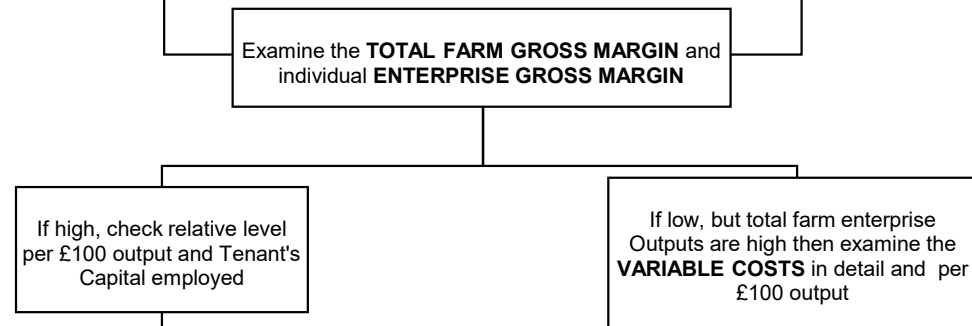 Examine the TOTAL FARM GROSS MARGIN and
individual ENTERPRISE GROSS MARGIN
If high, check relative level
per £100 output and Tenant's
Capital employed
If low, but total farm enterprise
Outputs are high then examine the
VARIABLE COSTS in detail and  per
£100 output